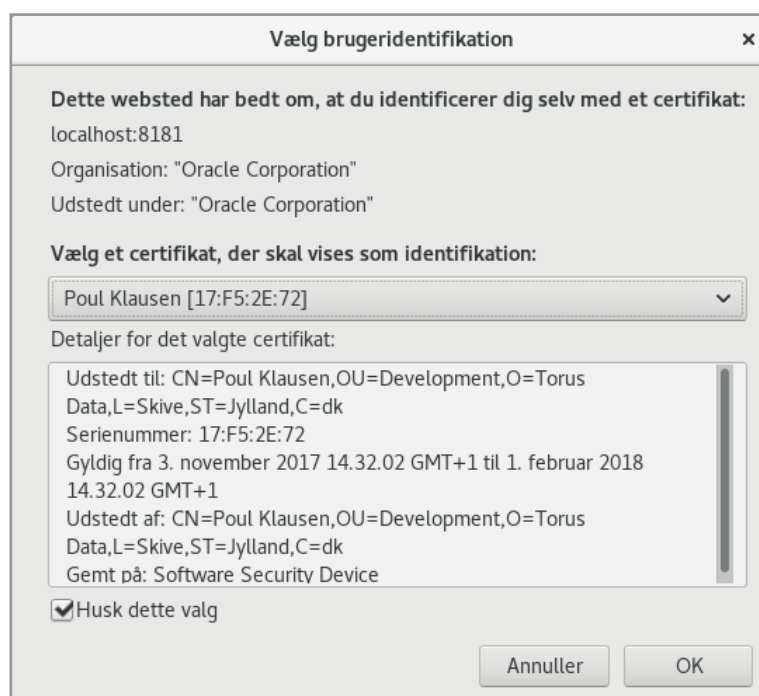 Vælg brugeridentifikation
Dette websted har bedt om, at du identificerer dig selv med et certifikat:
localhost:8181
Organisation: "Oracle Corporation"
Udstedt under: "Oracle Corporation"
Vælg et certifikat, der skal vises som identifikation:
Poul Klausen [17:F5:2E:72]
Detaljer for det valgte certifikat:
Udstedt til: CN=Poul Klausen,OU=Development,O=Torus
Data,L=Skive,ST=Jylland,C=dk
Serienummer: 17:F5:2E:72
Gyldig fra 3. november 2017 14.32.02 GMT+1 til 1. februar 2018
14.32.02 GMT+1
Udstedt af: CN=Poul Klausen,OU=Development,O=Torus
Data,L=Skive,ST=Jylland,C=dk
Gemt på: Software Security Device
Husk dette valg
Annuller
OK